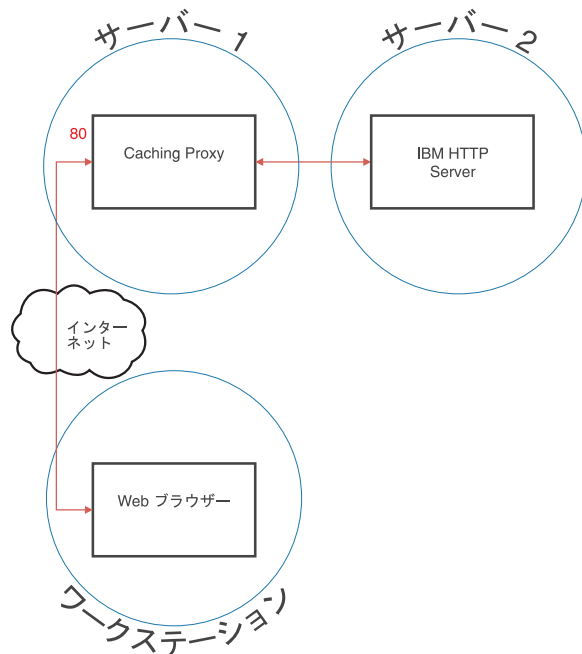 サーバー 1
サーバー 2
80
Caching Proxy
IBM HTTP
Server
インター
ネット
Web ブラウザー
ワークステーション